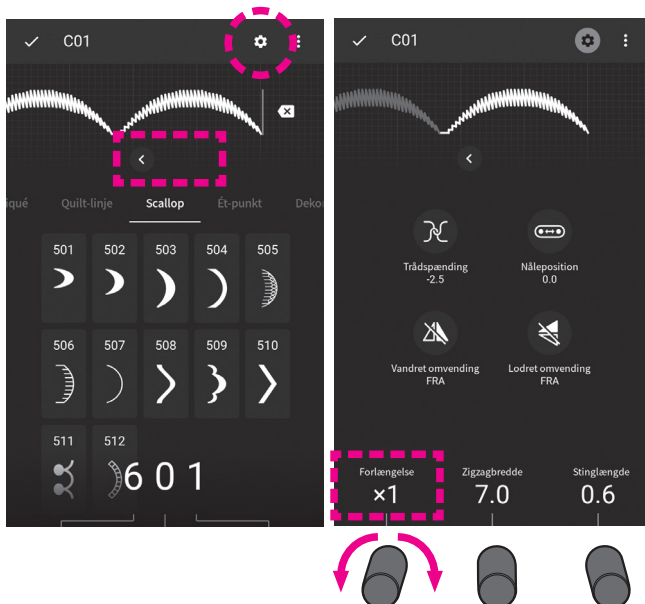 C01
iqué Quilt-linje Scallop Ét-punkt Deko
501 502 503 504 505
506 507 508 509 510
511 512
601
C01
Trådspænding
-2.5
Nåleposition
0.0
Vandret omvending
FRA
Lodret omvending
FRA
Forlængelse
×1
Zigzagbredde
7.0
Stinglængde
0.6